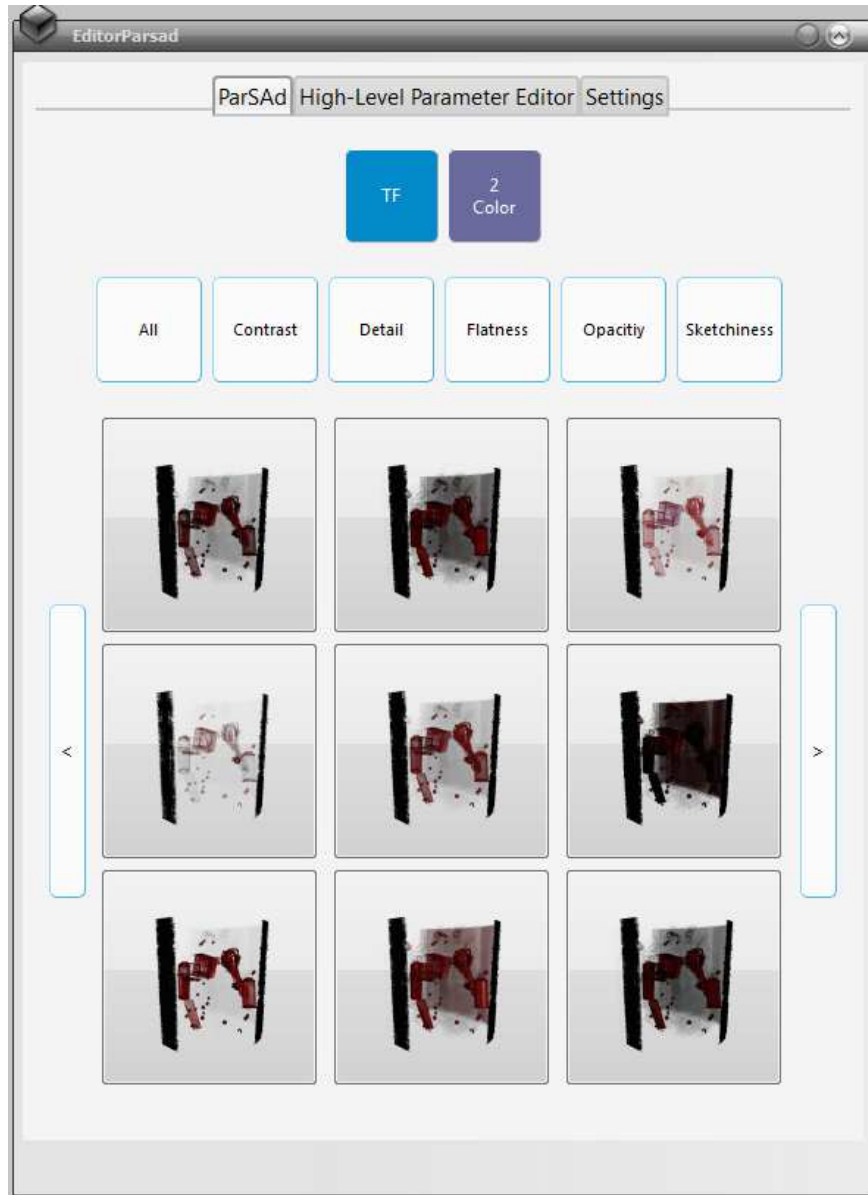 EditorParsad
ParSAd High-Level Parameter Editor Settings
TF
2
Color
All Contrast Detail Flatness Opacitiy Sketchiness
< >